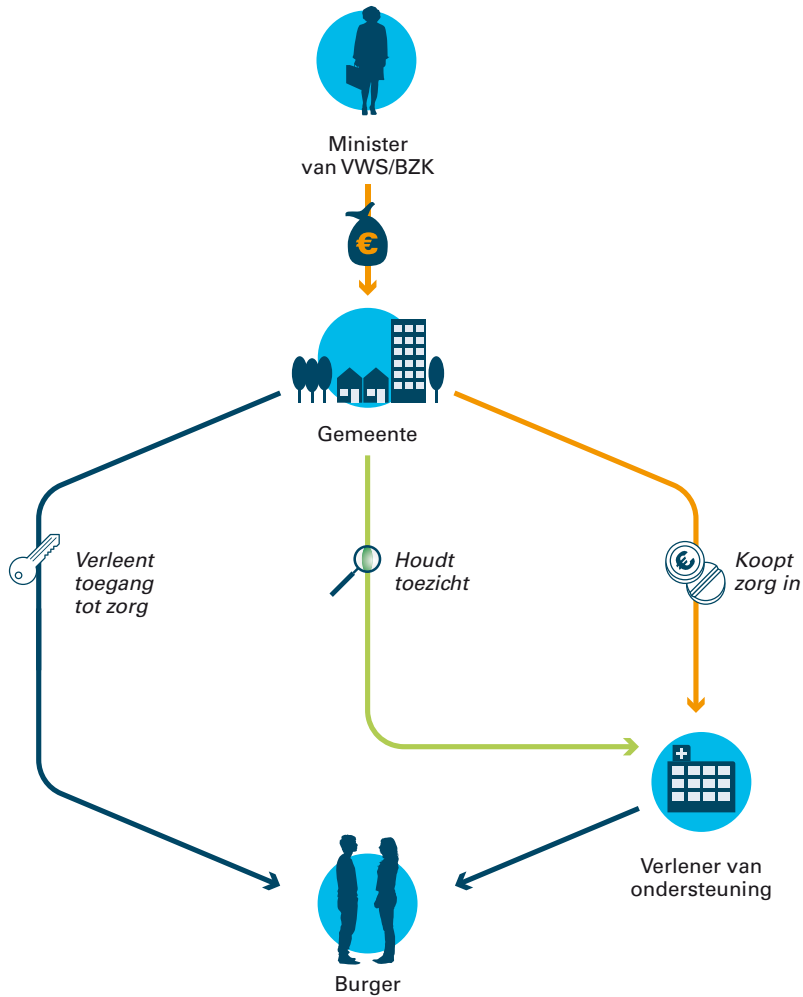 Minister
van VWS/BZK
€
Gemeente
Verleent
toegang
tot zorg
Houdt
toezicht
€
Koopt
zorg in
Verlener van
ondersteuning
Burger